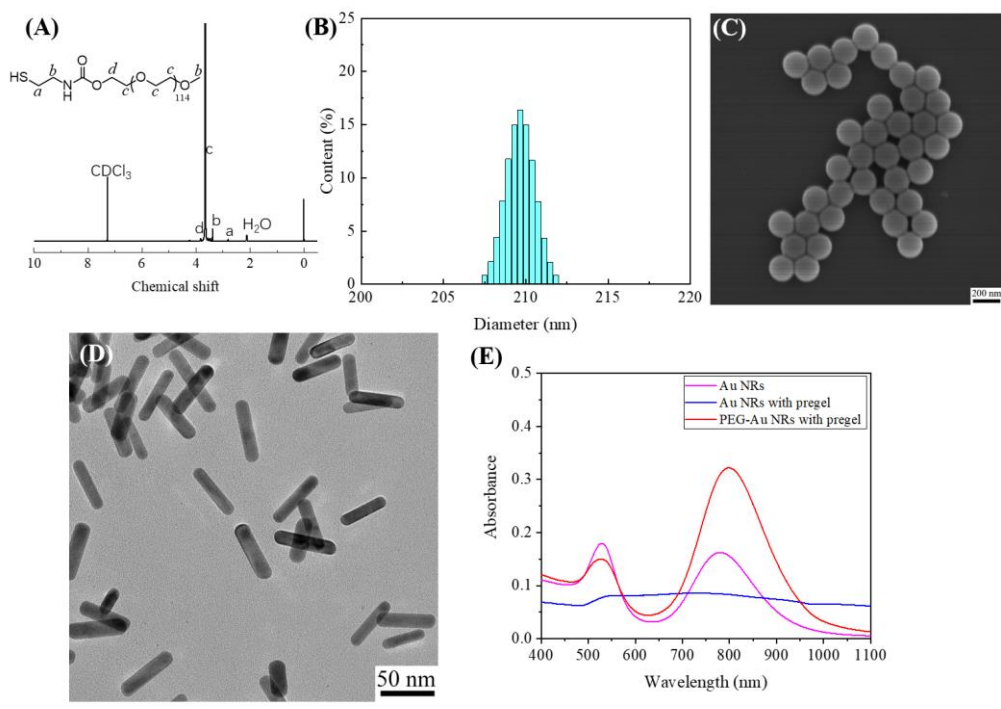 (A)
HS
a
b
N
H
O
O
d
c
O
c
c
O
b
114
CDCl3
c
d
b
a
H2O
10
8
6
4
2
0
Chemical shift
(B)
Content (%)
25
20
15
10
5
0
200
205
210
215
220
Diameter (nm)
(C)
200 nm
(D)
50 nm
(E)
Absorbance
0.5
0.4
0.3
0.2
0.1
0.0
Au NRs
Au NRs with pregel
PEG-Au NRs with pregel
400
500
600
700
800
900
1000
1100
Wavelength (nm)